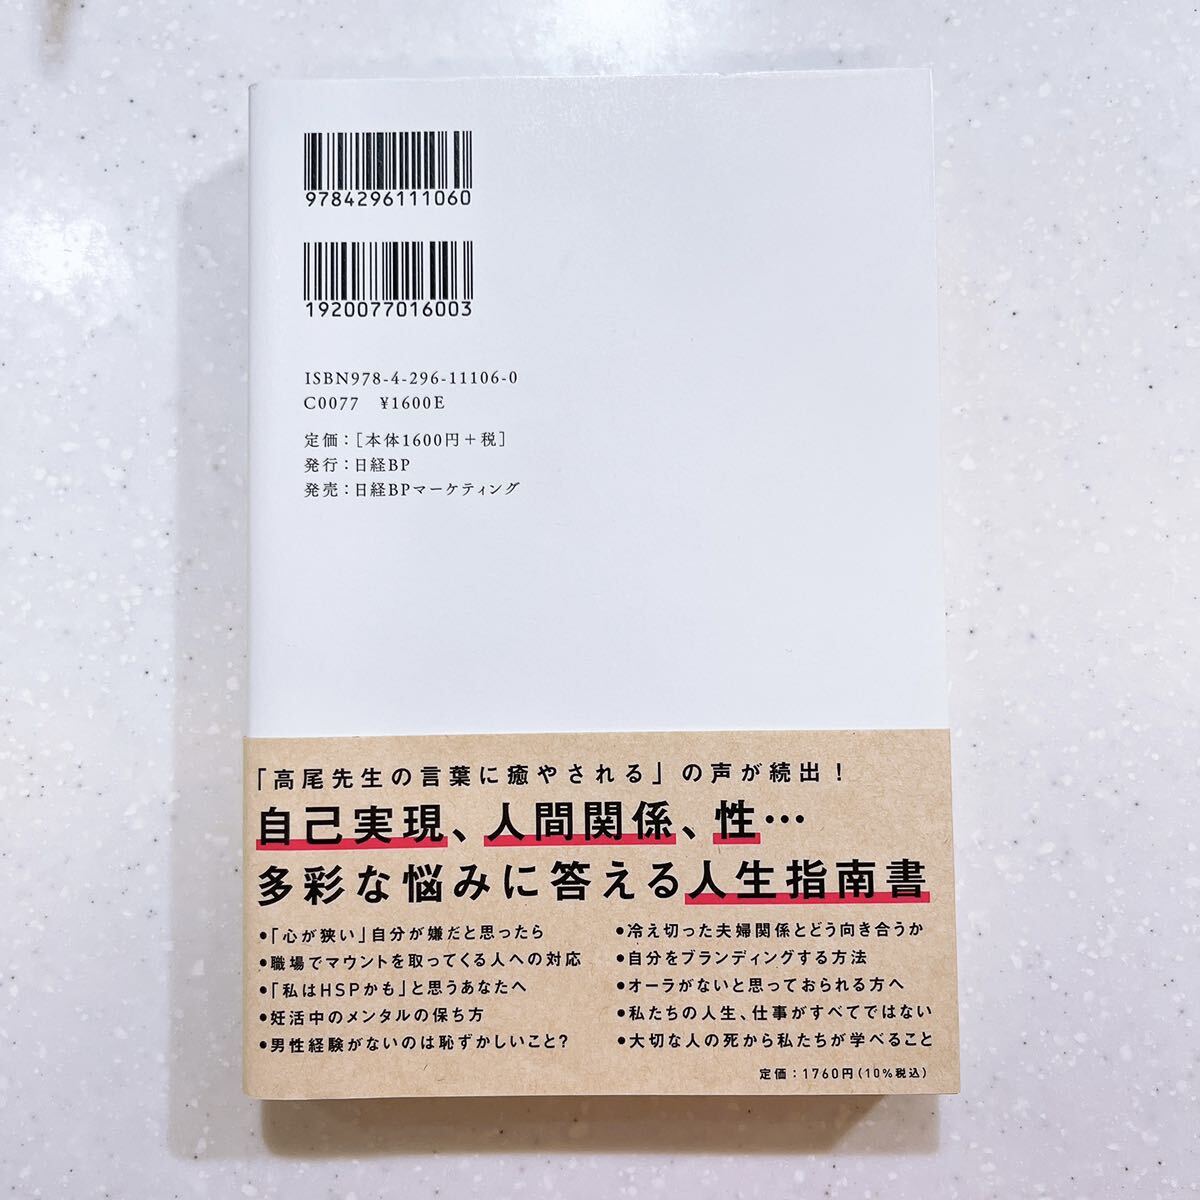 9784296111060
1920077016003
ISBN978-4-296-11106-0
C0077 ¥1600E
定価：［本体1600円＋税］
発行：日経BP
発売：日経BPマーケティング
「高尾先生の言葉に癒やされる」の声が続出！
自己実現、人間関係、性…
多彩な悩みに答える人生指南書
●「心が狭い」自分が嫌だと思ったら
●職場でマウントを取ってくる人への対応
●「私はHSPかも」と思うあなたへ
●妊活中のメンタルの保ち方
●男性経験がないのは恥ずかしいこと？
●冷え切った夫婦関係とどう向き合うか
●自分をブランディングする方法
●オーラがないと思っておられる方へ
●私たちの人生、仕事がすべてではない
●大切な人の死から私たちが学べること
定価：1760円（10％税込）